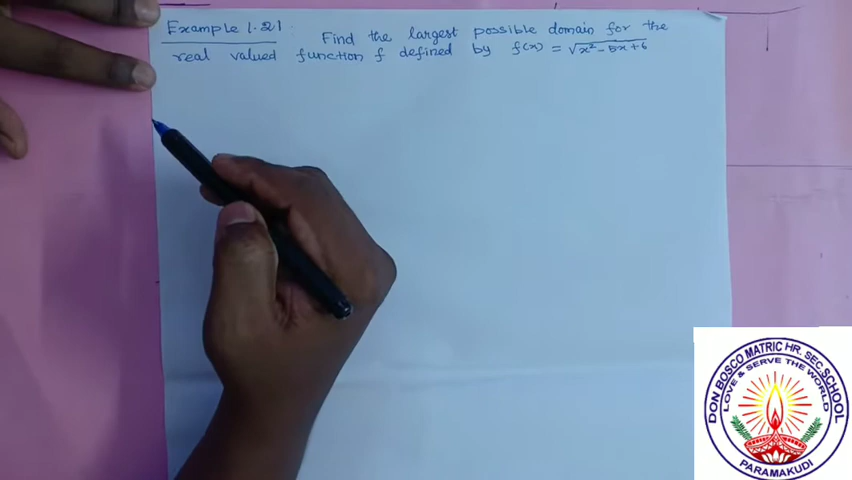 Example 1.21
Find the largest possible domain for the
real valued function f defined by f(x) = √x² - 5x + 6
DON BOSCO MATRIC HR. SEC. SCHOOL
LOVE & SERVE THE WORLD
PARAMAKUDI